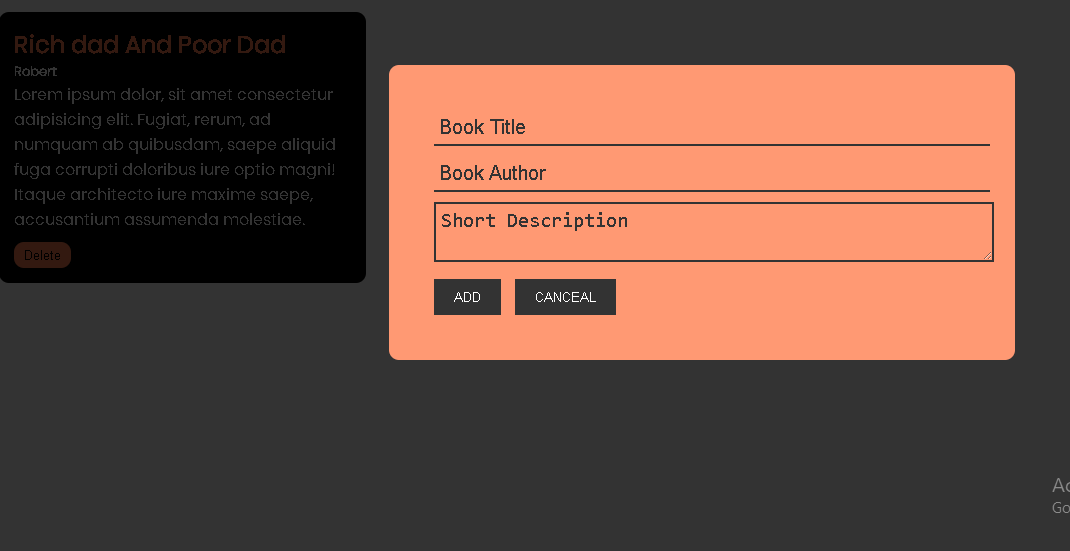 Rich dad And Poor Dad
Robert
Lorem ipsum dolor, sit amet consectetur
adipisicing elit. Fugiat, rerum, ad
numquam ab quibusdam, saepe aliquid
fuga corrupti doloribus iure optio magni!
Itaque architecto iure maxime saepe,
accusantium assumenda molestiae.
Delete
Book Title
Book Author
Short Description
ADD CANCEAL